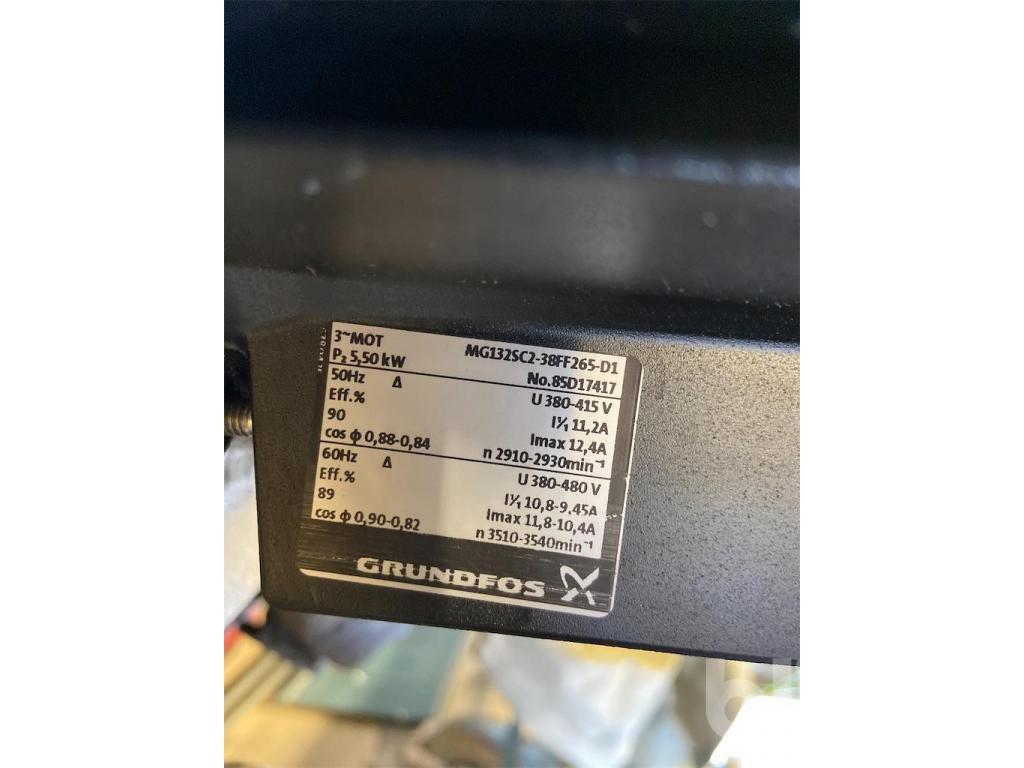 3~MOT MG132SC2-38FF265-D1
P₂ 5,50 kW No.85D17417
50Hz Δ U 380-415 V
Eff.% I¹/₁ 11,2A
90 Imax 12,4A
cos φ 0,88-0,84 n 2910-2930min⁻¹
60Hz Δ U 380-480 V
Eff.% I¹/₁ 10,8-9,45A
89 Imax 11,8-10,4A
cos φ 0,90-0,82 n 3510-3540min⁻¹
GRUNDFOS